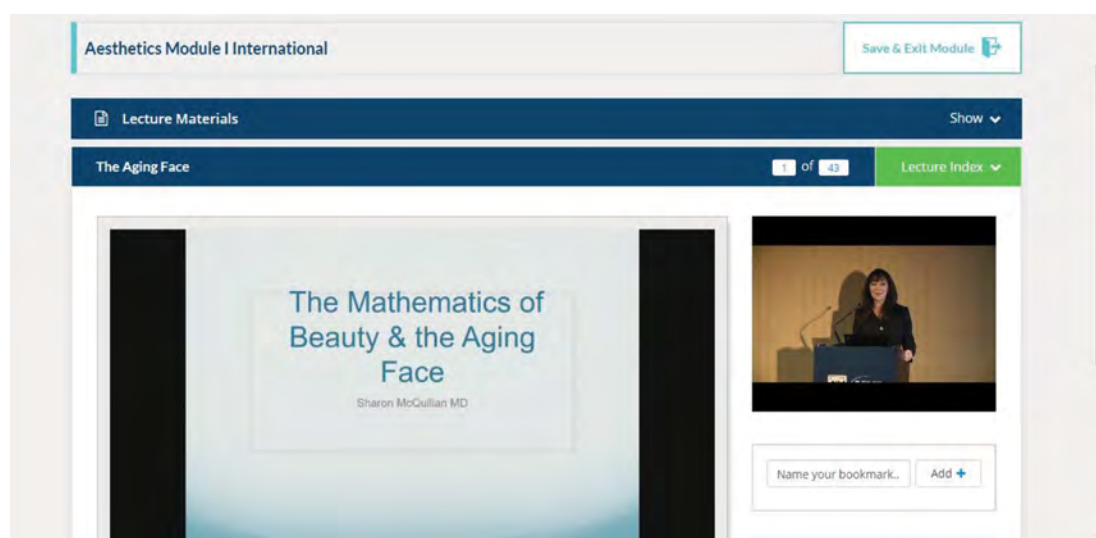 Aesthetics Module I International
Save & Exit Module
Lecture Materials
Show
The Aging Face
1 of 43
Lecture Index
The Mathematics of
Beauty & the Aging
Face
Sharon McQuillan MD
Name your bookmark..
Add +